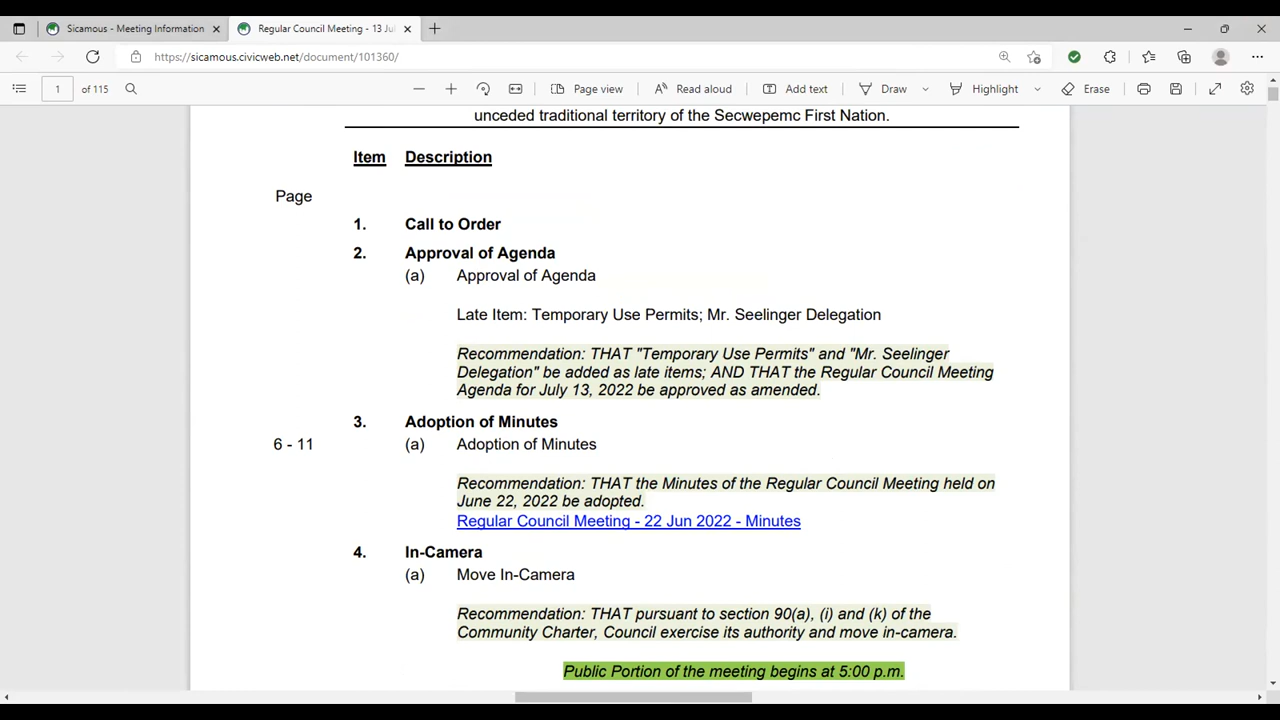 Sicamous - Meeting Information
Regular Council Meeting - 13 Jul
https://sicamous.civicweb.net/document/101360/
1 of 115
Page view
Read aloud
Add text
Draw
Highlight
Erase
unceded traditional territory of the Secwepemc First Nation.
Item Description
Page
1. Call to Order
2. Approval of Agenda
(a) Approval of Agenda
Late Item: Temporary Use Permits; Mr. Seelinger Delegation
Recommendation: THAT "Temporary Use Permits" and "Mr. Seelinger
Delegation" be added as late items; AND THAT the Regular Council Meeting
Agenda for July 13, 2022 be approved as amended.
3. Adoption of Minutes
6 - 11 (a) Adoption of Minutes
Recommendation: THAT the Minutes of the Regular Council Meeting held on
June 22, 2022 be adopted.
Regular Council Meeting - 22 Jun 2022 - Minutes
4. In-Camera
(a) Move In-Camera
Recommendation: THAT pursuant to section 90(a), (i) and (k) of the
Community Charter, Council exercise its authority and move in-camera.
Public Portion of the meeting begins at 5:00 p.m.